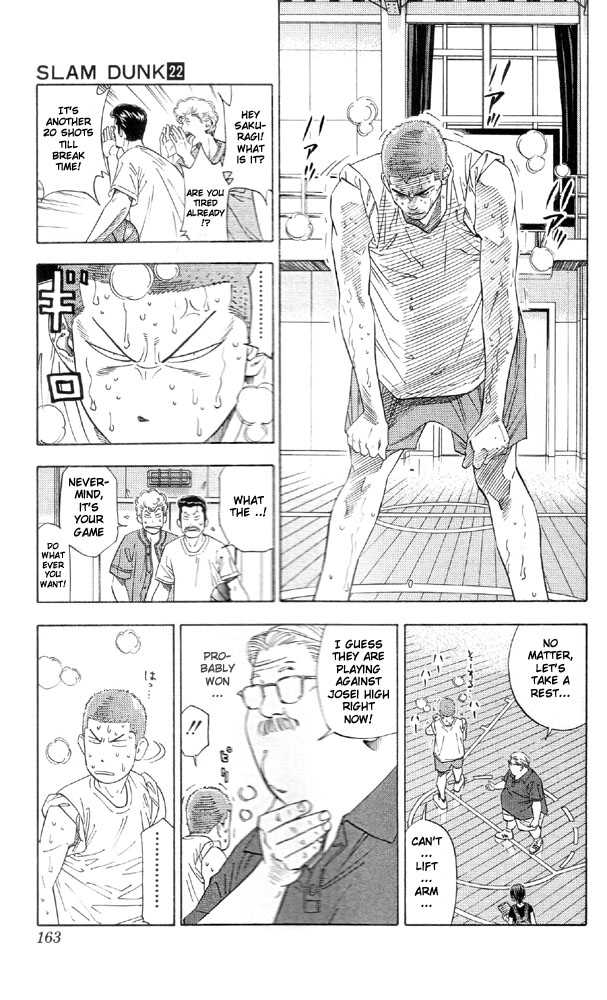 SLAM DUNK 22
HEY
SAKU-
RAGI!
WHAT
IS IT?
ARE YOU
TIRED
ALREADY
!?
IT'S
ANOTHER
20 SHOTS
TILL
BREAK
TIME!
..........
ギロ
WHAT
THE ..!
NEVER-
MIND,
IT'S
YOUR
GAME
DO
WHAT
EVER
YOU
WANT!
NO
MATTER,
LET'S
TAKE A
REST...
CAN'T
...
LIFT
...
ARM
I GUESS
THEY ARE
PLAYING
AGAINST
JOSEI HIGH
RIGHT
NOW!
PRO-
BABLY
WON
...
!!
..........
163